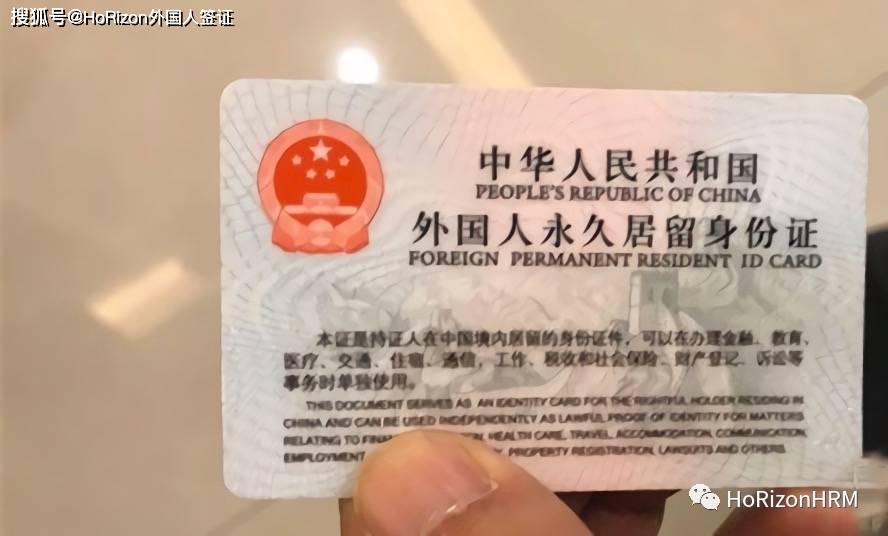 搜狐号@HoRizon外国人签证
中华人民共和国
PEOPLE'S REPUBLIC OF CHINA
外国人永久居留身份证
FOREIGN PERMANENT RESIDENT ID CARD
本证是持证人在中国境内居留的身份证件，可以在办理金融、教育、
医疗、交通、住宿、通信，工作、税收和社会保险、财产登记、诉讼等
事务时单独使用。
THIS DOCUMENT SERVES AS AN IDENTITY CARD FOR THE RIGHTFUL HOLDER RESIDING IN
CHINA AND CAN BE USED INDEPENDENTLY AS LAWFUL PROOF OF IDENTITY FOR MATTERS
RELATING TO HEALTH CARE, TRAVEL, ACCOMMODATION, COMMUNICATION,
EMPLOYMENT PROPERTY REGISTRATION, LAWSUITS AND OTHERS
HoRizonHRM